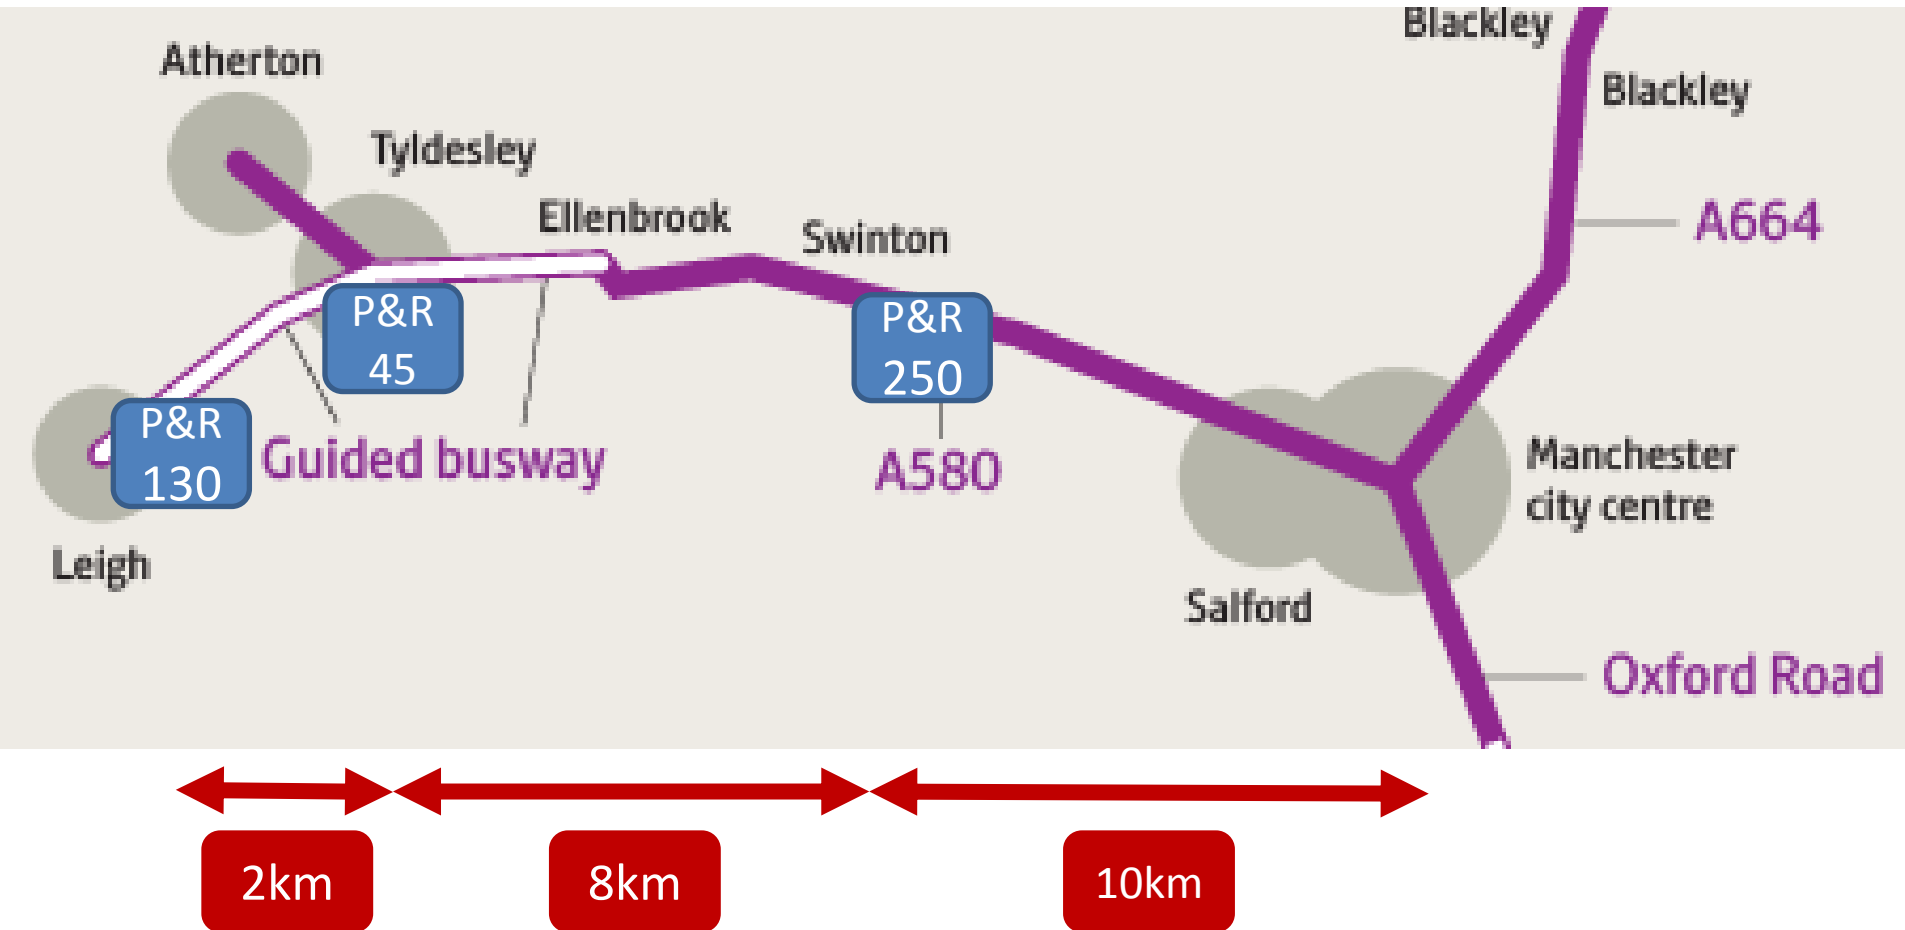 Blackley
Atherton
Blackley
Tyldesley
Ellenbrook
Swinton
A664
P&R
45
P&R
250
P&R
130
Guided busway
A580
Manchester
city centre
Leigh
Salford
Oxford Road
2km
8km
10km